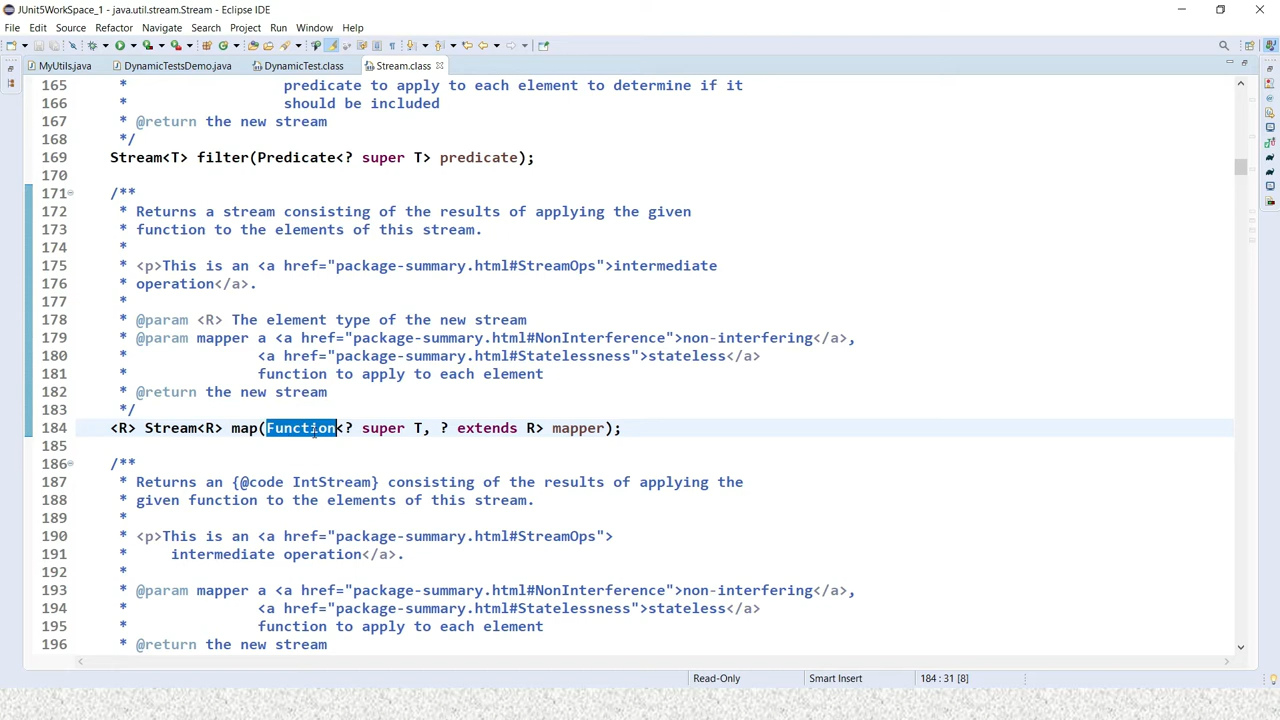 JUnit5WorkSpace_1 - java.util.stream.Stream - Eclipse IDE
File Edit Source Refactor Navigate Search Project Run Window Help
MyUtils.java DynamicTestsDemo.java DynamicTest.class Stream.class
165 * predicate to apply to each element to determine if it
166 * should be included
167 * @return the new stream
168 */
169 Stream<T> filter(Predicate<? super T> predicate);
170
171 /**
172 * Returns a stream consisting of the results of applying the given
173 * function to the elements of this stream.
174 *
175 * <p>This is an <a href="package-summary.html#StreamOps">intermediate
176 * operation</a>.
177 *
178 * @param <R> The element type of the new stream
179 * @param mapper a <a href="package-summary.html#NonInterference">non-interfering</a>,
180 * <a href="package-summary.html#Statelessness">stateless</a>
181 * function to apply to each element
182 * @return the new stream
183 */
184 <R> Stream<R> map(Function<? super T, ? extends R> mapper);
185
186 /**
187 * Returns an {@code IntStream} consisting of the results of applying the
188 * given function to the elements of this stream.
189 *
190 * <p>This is an <a href="package-summary.html#StreamOps">
191 * intermediate operation</a>.
192 *
193 * @param mapper a <a href="package-summary.html#NonInterference">non-interfering</a>,
194 * <a href="package-summary.html#Statelessness">stateless</a>
195 * function to apply to each element
196 * @return the new stream
Read-Only Smart Insert 184 : 31 [8]